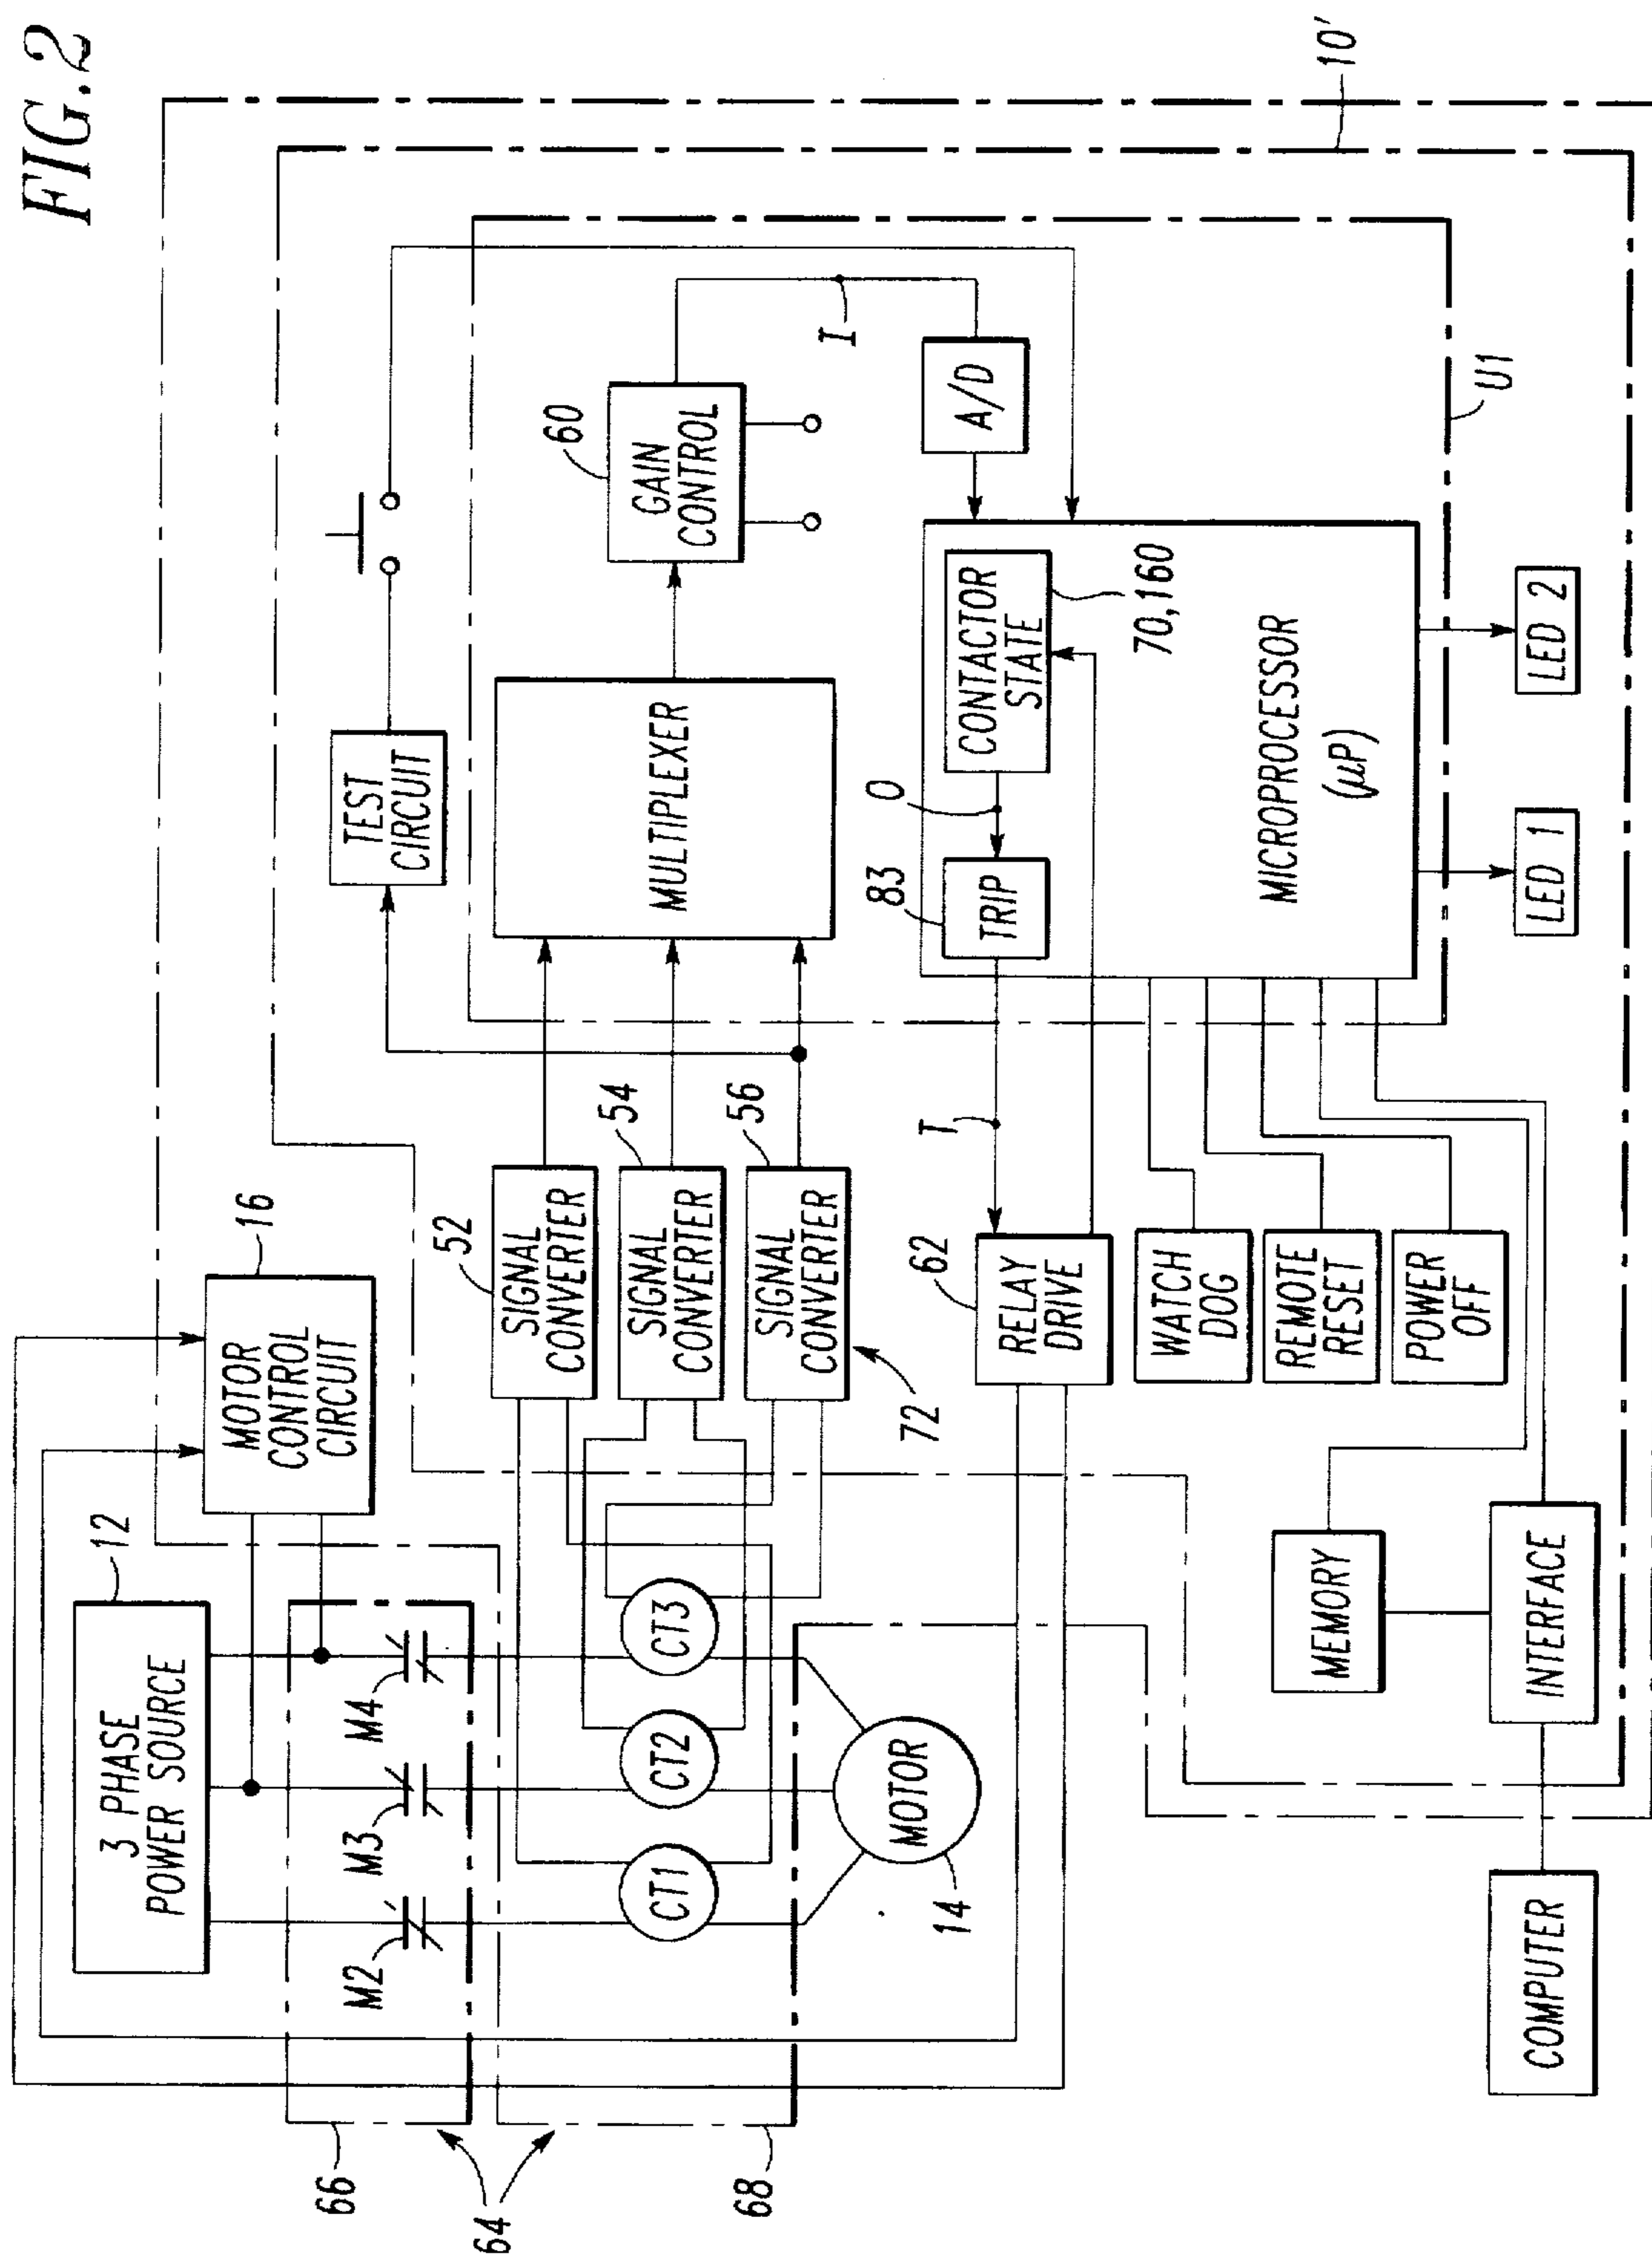 FIG.2
3 PHASE
POWER SOURCE
12
MOTOR
CONTROL
CIRCUIT
16
66
64
68
M2
M3
M4
CT1
CT2
CT3
MOTOR
14
SIGNAL
CONVERTER
52
SIGNAL
CONVERTER
54
SIGNAL
CONVERTER
56
72
TEST
CIRCUIT
MULTIPLEXER
GAIN
CONTROL
60
I
A/D
U1
10'
RELAY
DRIVE
62
T
TRIP
83
O
CONTACTOR
STATE
70,160
MICROPROCESSOR
(μP)
WATCH
DOG
REMOTE
RESET
POWER
OFF
LED 1
LED 2
MEMORY
INTERFACE
COMPUTER